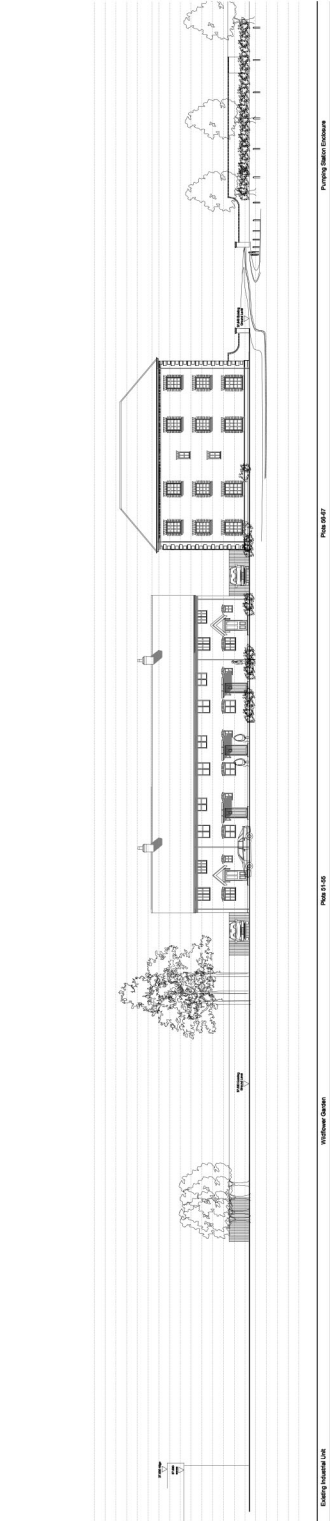 Existing Industrial Unit
Wildflower Garden
Plots 51-55
Plots 56-67
Pumping Station Enclosure